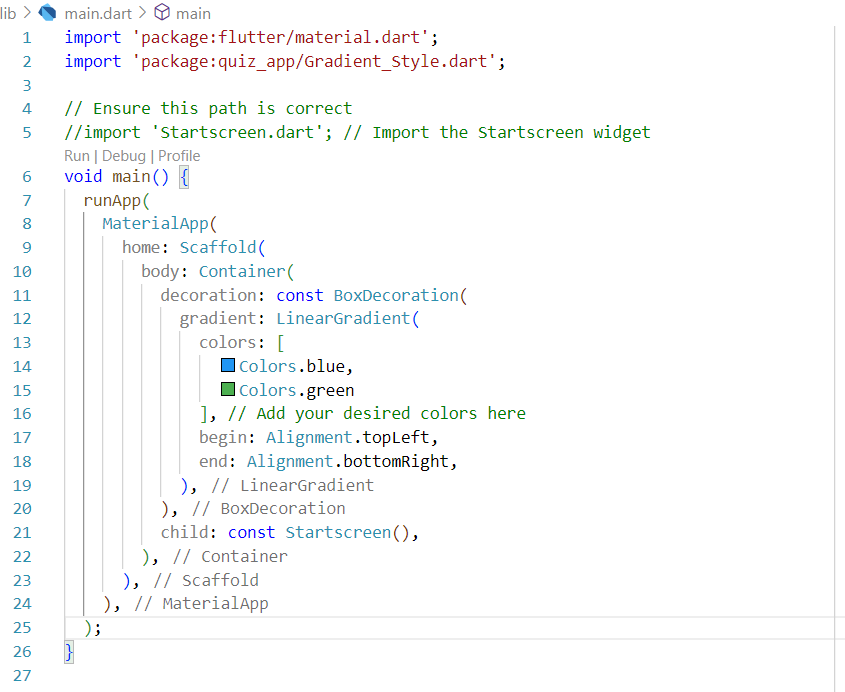 lib > main.dart > main
1 import 'package:flutter/material.dart';
2 import 'package:quiz_app/Gradient_Style.dart';
3
4 // Ensure this path is correct
5 //import 'Startscreen.dart'; // Import the Startscreen widget
Run | Debug | Profile
6 void main() {
7   runApp(
8     MaterialApp(
9       home: Scaffold(
10         body: Container(
11           decoration: const BoxDecoration(
12             gradient: LinearGradient(
13               colors: [
14                 Colors.blue,
15                 Colors.green
16               ], // Add your desired colors here
17               begin: Alignment.topLeft,
18               end: Alignment.bottomRight,
19             ), // LinearGradient
20           ), // BoxDecoration
21           child: const Startscreen(),
22         ), // Container
23       ), // Scaffold
24     ), // MaterialApp
25   );
26 }
27